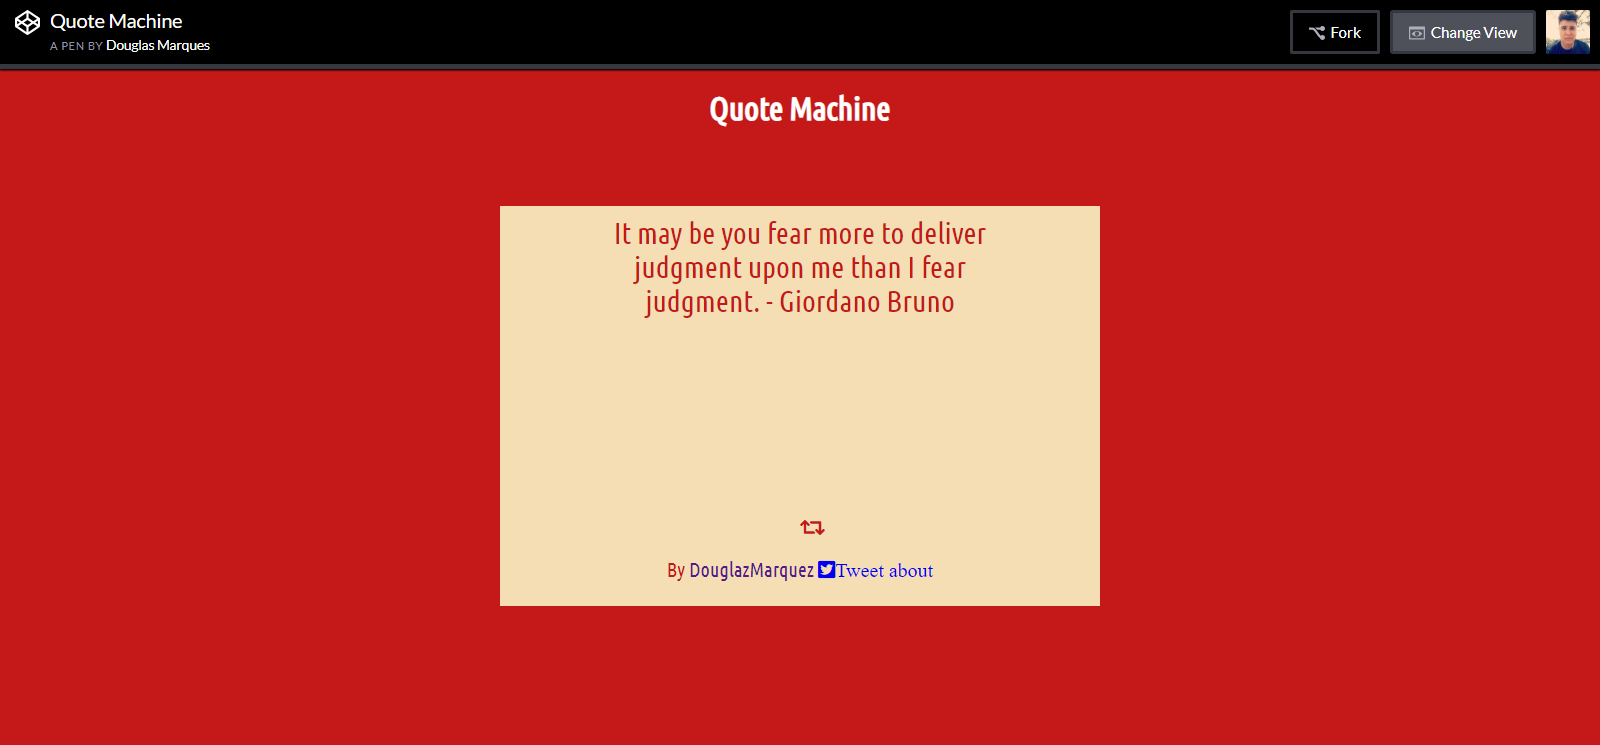 Quote Machine
A PEN BY Douglas Marques
Fork
Change View
Quote Machine
It may be you fear more to deliver
judgment upon me than I fear
judgment. - Giordano Bruno
By DouglazMarquez Tweet about